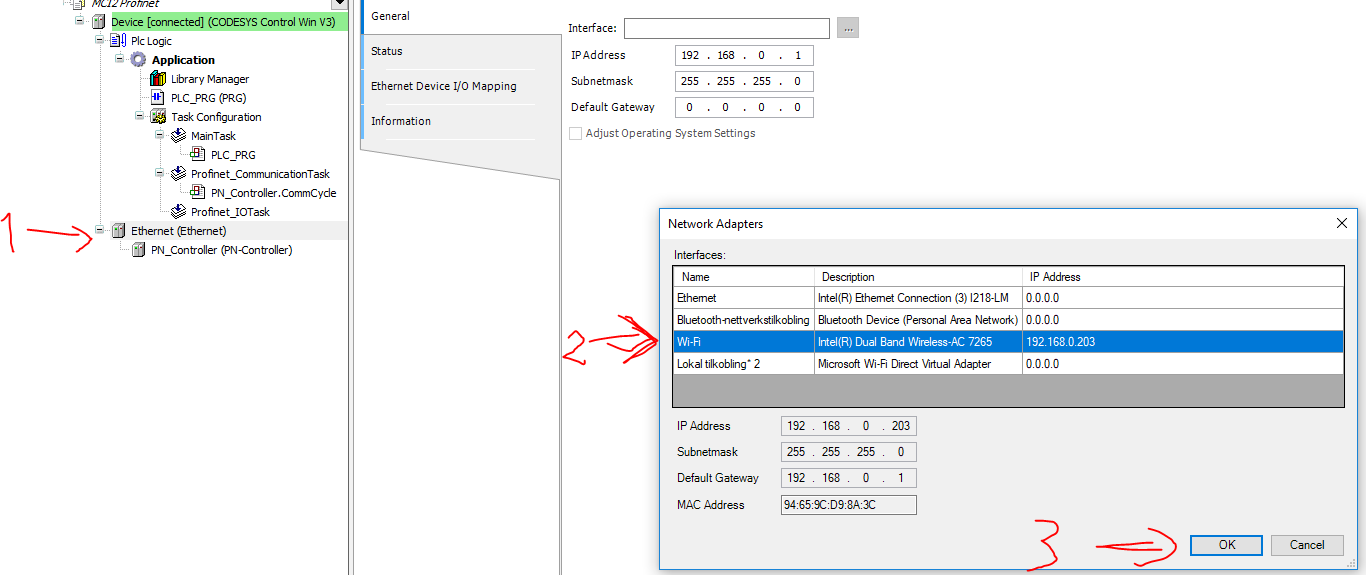 MC12 Profinet
Device [connected] (CODESYS Control Win V3)
Plc Logic
Application
Library Manager
PLC_PRG (PRG)
Task Configuration
MainTask
PLC_PRG
Profinet_CommunicationTask
PN_Controller.CommCycle
Profinet_IOTask
1
Ethernet (Ethernet)
PN_Controller (PN-Controller)
General
Status
Ethernet Device I/O Mapping
Information
Interface: ...
IP Address 192 . 168 . 0 . 1
Subnetmask 255 . 255 . 255 . 0
Default Gateway 0 . 0 . 0 . 0
Adjust Operating System Settings
Network Adapters
Interfaces:
Name Description IP Address
Ethernet Intel(R) Ethernet Connection (3) I218-LM 0.0.0.0
Bluetooth-nettverkstilkobling Bluetooth Device (Personal Area Network) 0.0.0.0
2
Wi-Fi Intel(R) Dual Band Wireless-AC 7265 192.168.0.203
Lokal tilkobling* 2 Microsoft Wi-Fi Direct Virtual Adapter 0.0.0.0
IP Address 192 . 168 . 0 . 203
Subnetmask 255 . 255 . 255 . 0
Default Gateway 192 . 168 . 0 . 1
MAC Address 94:65:9C:D9:8A:3C
3
OK Cancel